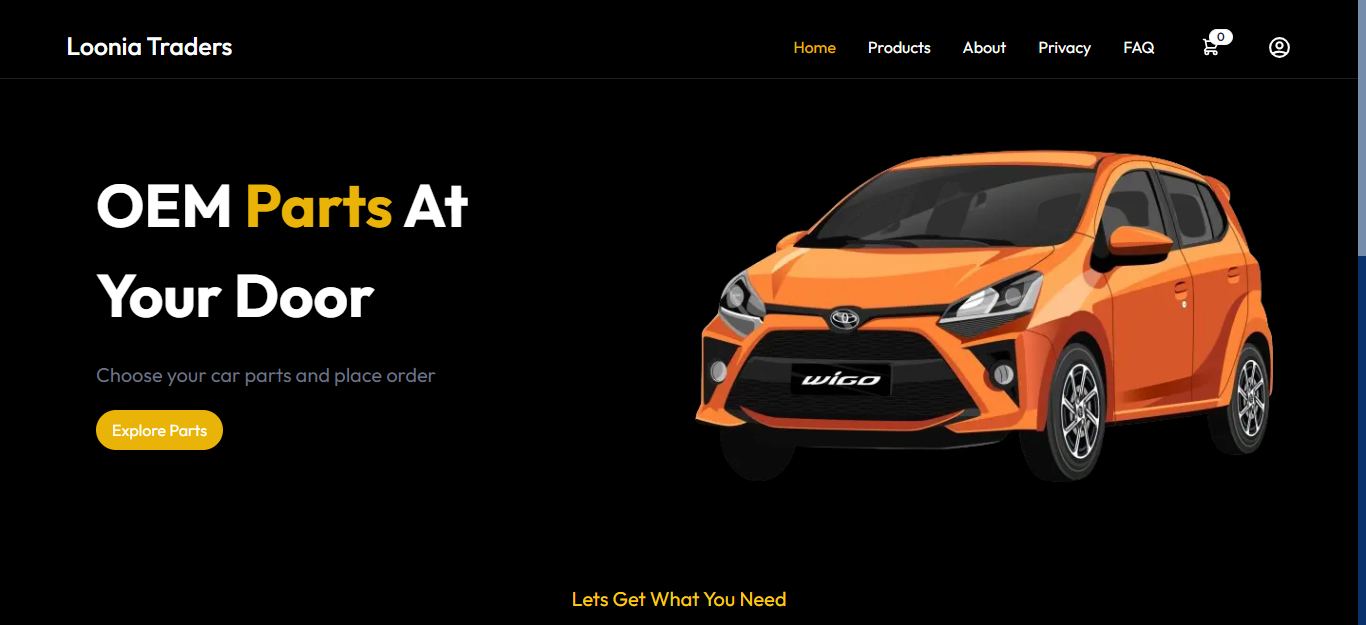 Loonia Traders
Home Products About Privacy FAQ 0
OEM Parts At
Your Door
Choose your car parts and place order
Explore Parts
WIGO
Lets Get What You Need